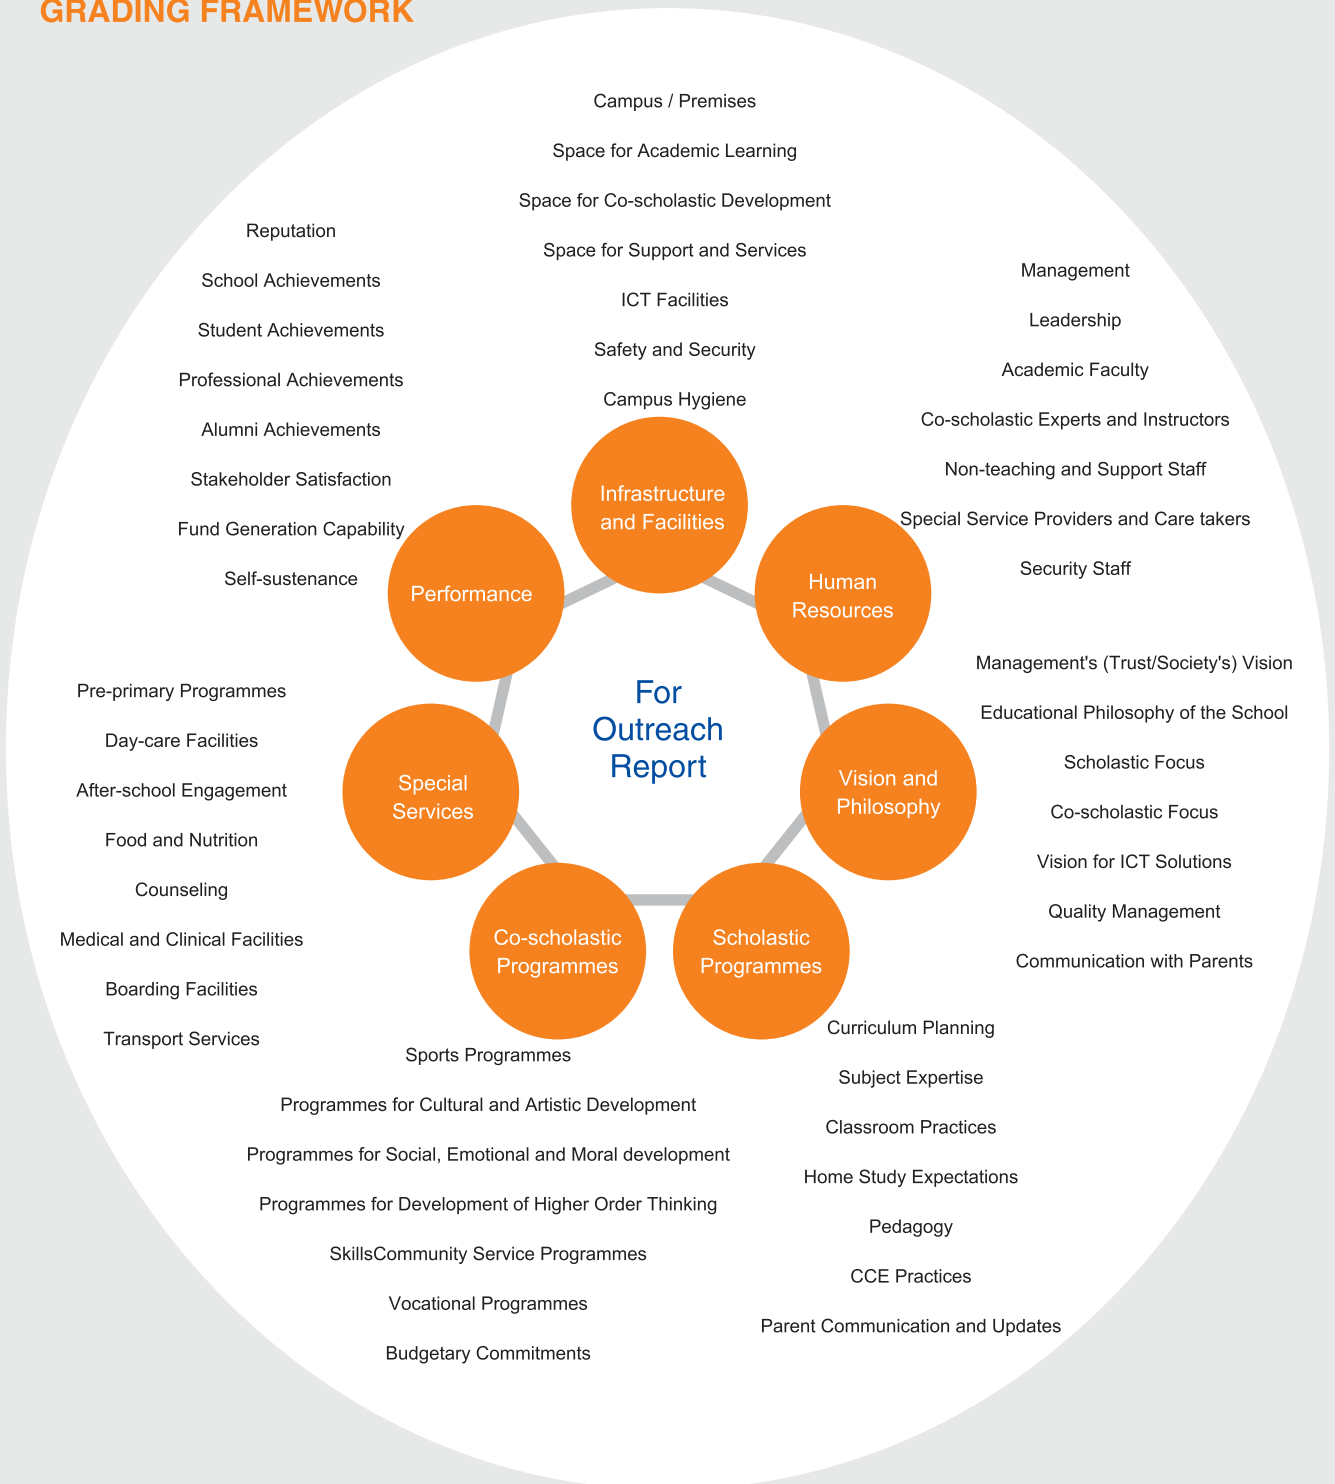 GRADING FRAMEWORK
Campus / Premises
Space for Academic Learning
Space for Co-scholastic Development
Space for Support and Services
ICT Facilities
Safety and Security
Campus Hygiene
Infrastructure
and Facilities
Management
Leadership
Academic Faculty
Co-scholastic Experts and Instructors
Non-teaching and Support Staff
Special Service Providers and Care takers
Security Staff
Human
Resources
Management's (Trust/Society's) Vision
Educational Philosophy of the School
Scholastic Focus
Co-scholastic Focus
Vision for ICT Solutions
Quality Management
Communication with Parents
Vision and
Philosophy
Scholastic
Programmes
Curriculum Planning
Subject Expertise
Classroom Practices
Home Study Expectations
Pedagogy
CCE Practices
Parent Communication and Updates
Co-scholastic
Programmes
Sports Programmes
Programmes for Cultural and Artistic Development
Programmes for Social, Emotional and Moral development
Programmes for Development of Higher Order Thinking
SkillsCommunity Service Programmes
Vocational Programmes
Budgetary Commitments
Special
Services
Pre-primary Programmes
Day-care Facilities
After-school Engagement
Food and Nutrition
Counseling
Medical and Clinical Facilities
Boarding Facilities
Transport Services
Performance
Reputation
School Achievements
Student Achievements
Professional Achievements
Alumni Achievements
Stakeholder Satisfaction
Fund Generation Capability
Self-sustenance
For
Outreach
Report